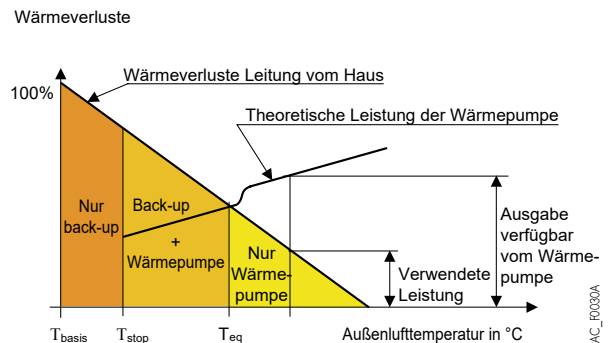 Wärmeverluste
100%
Wärmeverluste Leitung vom Haus
Theoretische Leistung der Wärmepumpe
Nur
back-up
Back-up
+
Wärmepumpe
Nur
Wärme-
pumpe
Verwendete
Leistung
Ausgabe
verfügbar
vom Wärme-
pumpe
Tbasis
Tstop
Teq
Außenlufttemperatur in °C
AC_F0030A